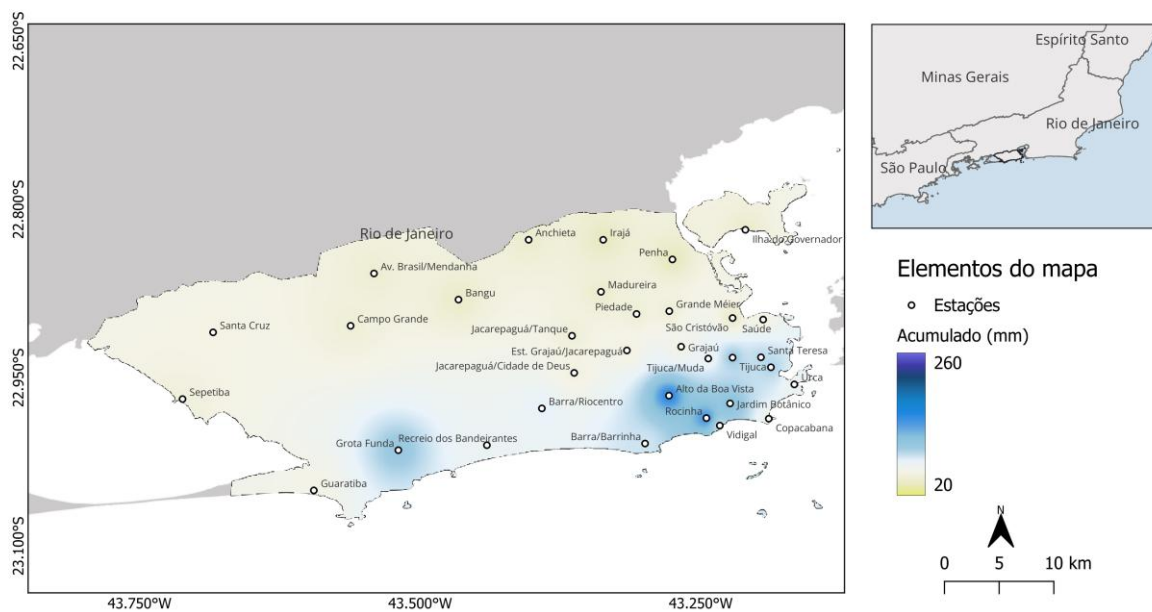 22.650°S
22.800°S
22.950°S
23.100°S
43.750°W
43.500°W
43.250°W
Rio de Janeiro
Anchieta
Irajá
Ilha do Governador
Penha
Av. Brasil/Mendanha
Bangu
Madureira
Piedade
Grande Méier
Santa Cruz
Campo Grande
Jacarepaguá/Tanque
São Cristóvão
Saúde
Est. Grajaú/Jacarepaguá
Grajaú
Santa Teresa
Jacarepaguá/Cidade de Deus
Tijuca/Muda
Tijuca
Urca
Sepetiba
Alto da Boa Vista
Barra/Riocentro
Rocinha
Jardim Botânico
Copacabana
Vidigal
Grota Funda
Recreio dos Bandeirantes
Barra/Barrinha
Guaratiba
Espírito Santo
Minas Gerais
Rio de Janeiro
São Paulo
Elementos do mapa
Estações
Acumulado (mm)
260
20
N
0 5 10 km